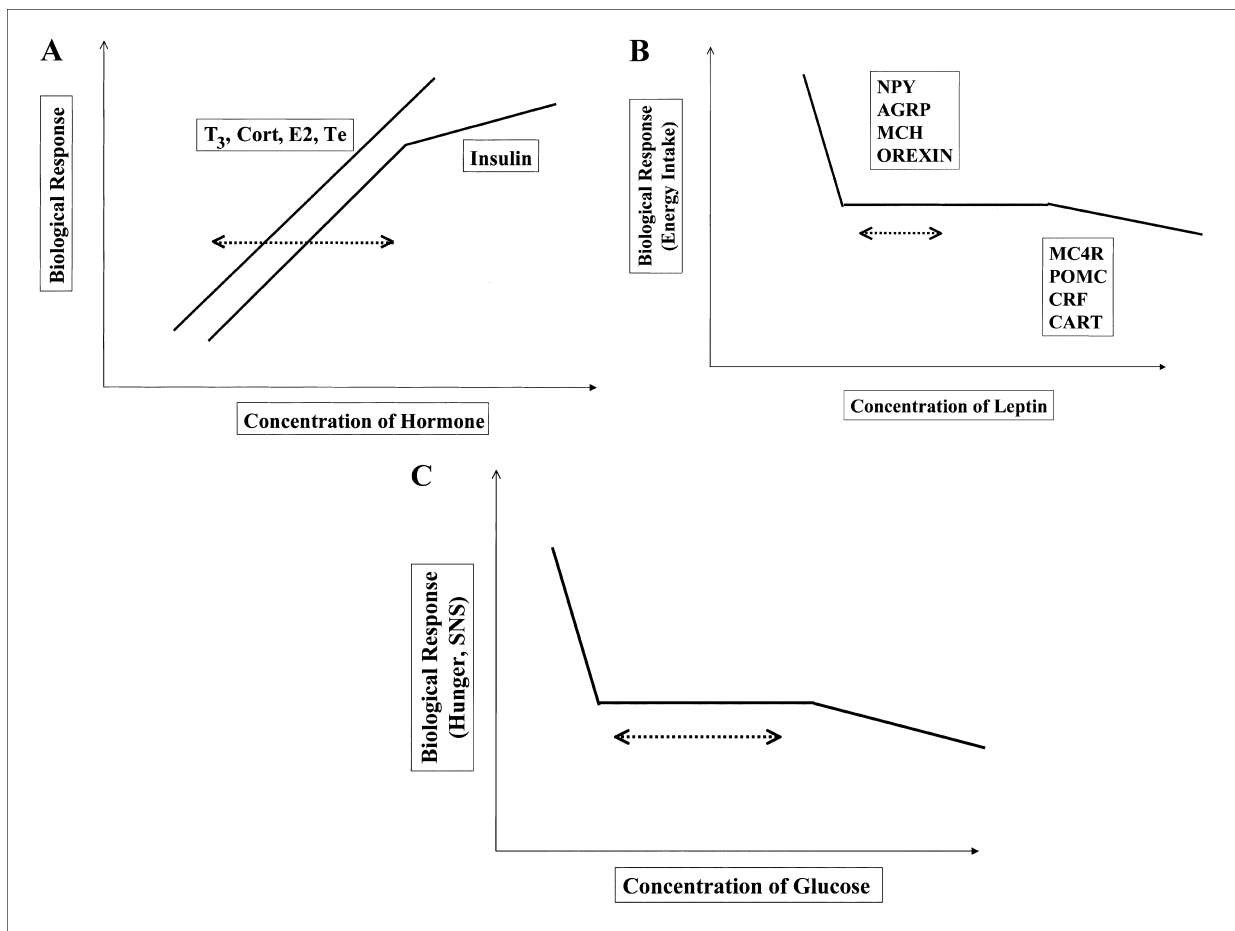 A
Biological Response
T3, Cort, E2, Te
Insulin
Concentration of Hormone
B
Biological Response
(Energy Intake)
NPY
AGRP
MCH
OREXIN
MC4R
POMC
CRF
CART
Concentration of Leptin
C
Biological Response
(Hunger, SNS)
Concentration of Glucose